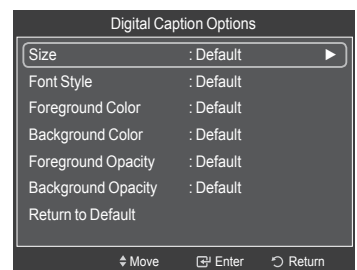 Digital Caption Options
Size : Default ►
Font Style : Default
Foreground Color : Default
Background Color : Default
Foreground Opacity : Default
Background Opacity : Default
Return to Default
Move Enter Return